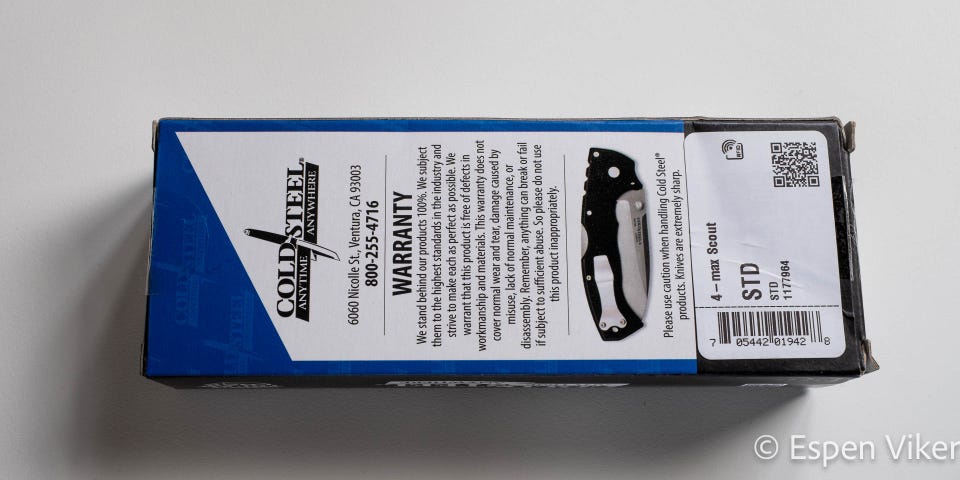 COLD STEEL®
ANYTIME ANYWHERE
6060 Nicolle St., Ventura, CA 93003
800-255-4716
WARRANTY
We stand behind our products 100%. We subject
them to the highest standards in the industry and
strive to make each as perfect as possible. We
warrant that this product is free of defects in
workmanship and materials. This warranty does not
cover normal wear and tear, damage caused by
misuse, lack of normal maintenance, or
disassembly. Remember, anything can break or fail
if subject to sufficient abuse. So please do not use
this product inappropriately.
Please use caution when handling Cold Steel®
products. Knives are extremely sharp.
RFID
4 – max Scout
STD
STD
1177964
7 05442 01942 8
COLD STEEL
STEEL
© Espen Viker